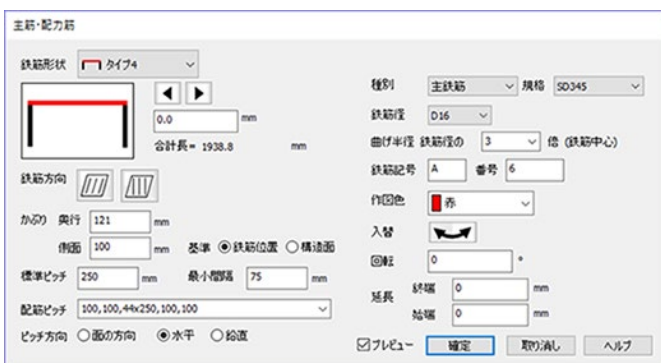 主筋・配力筋
鉄筋形状 タイプ4
0.0 mm
合計長= 1938.8 mm
鉄筋方向
かぶり 奥行 121 mm
側面 100 mm 基準 鉄筋位置 構造面
標準ピッチ 250 mm 最小間隔 75 mm
配筋ピッチ 100,100,44x250,100,100
ピッチ方向 面の方向 水平 鉛直
種別 主鉄筋 規格 SD345
鉄筋径 D16
曲げ半径 鉄筋径の 3 倍 (鉄筋中心)
鉄筋記号 A 番号 6
作図色 赤
入替
回転 0 °
延長 終端 0 mm
始端 0 mm
プレビュー 確定 取り消し ヘルプ